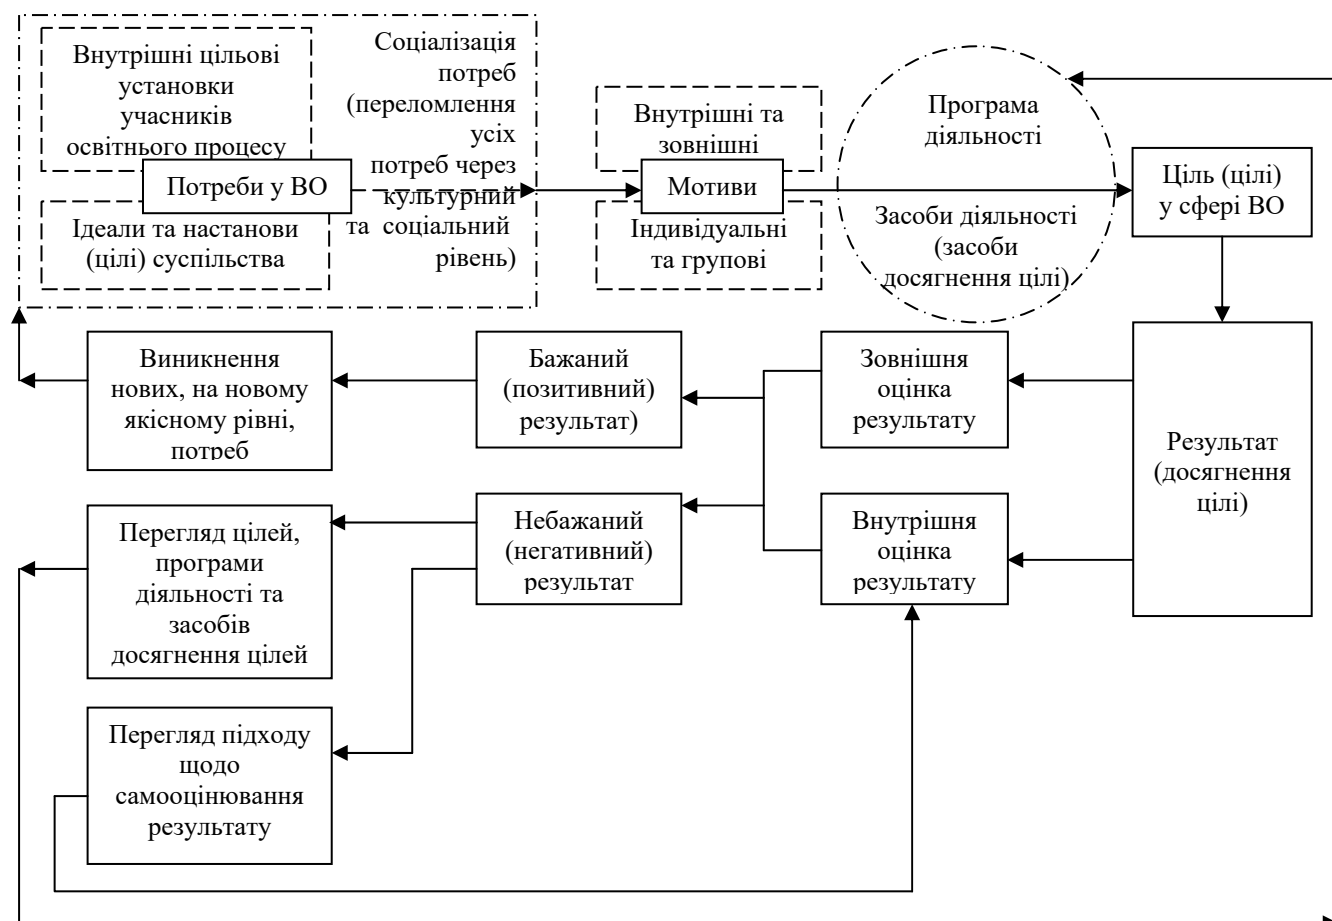 Внутрішні цільові
установки
учасників
освітнього процесу
Потреби у ВО
Ідеали та настанови
(цілі) суспільства
Соціалізація
потреб
(переломлення
усіх
потреб через
культурний
та соціальний
рівень)
Внутрішні та
зовнішні
Мотиви
Індивідуальні
та групові
Програма
діяльності
Засоби діяльності
(засоби
досягнення цілі)
Ціль (цілі)
у сфері ВО
Виникнення
нових, на новому
якісному рівні,
потреб
Бажаний
(позитивний)
результат)
Зовнішня
оцінка
результату
Результат
(досягнення
цілі)
Перегляд цілей,
програми
діяльності та
засобів
досягнення цілей
Небажаний
(негативний)
результат
Внутрішня
оцінка
результату
Перегляд підходу
щодо
самооцінювання
результату